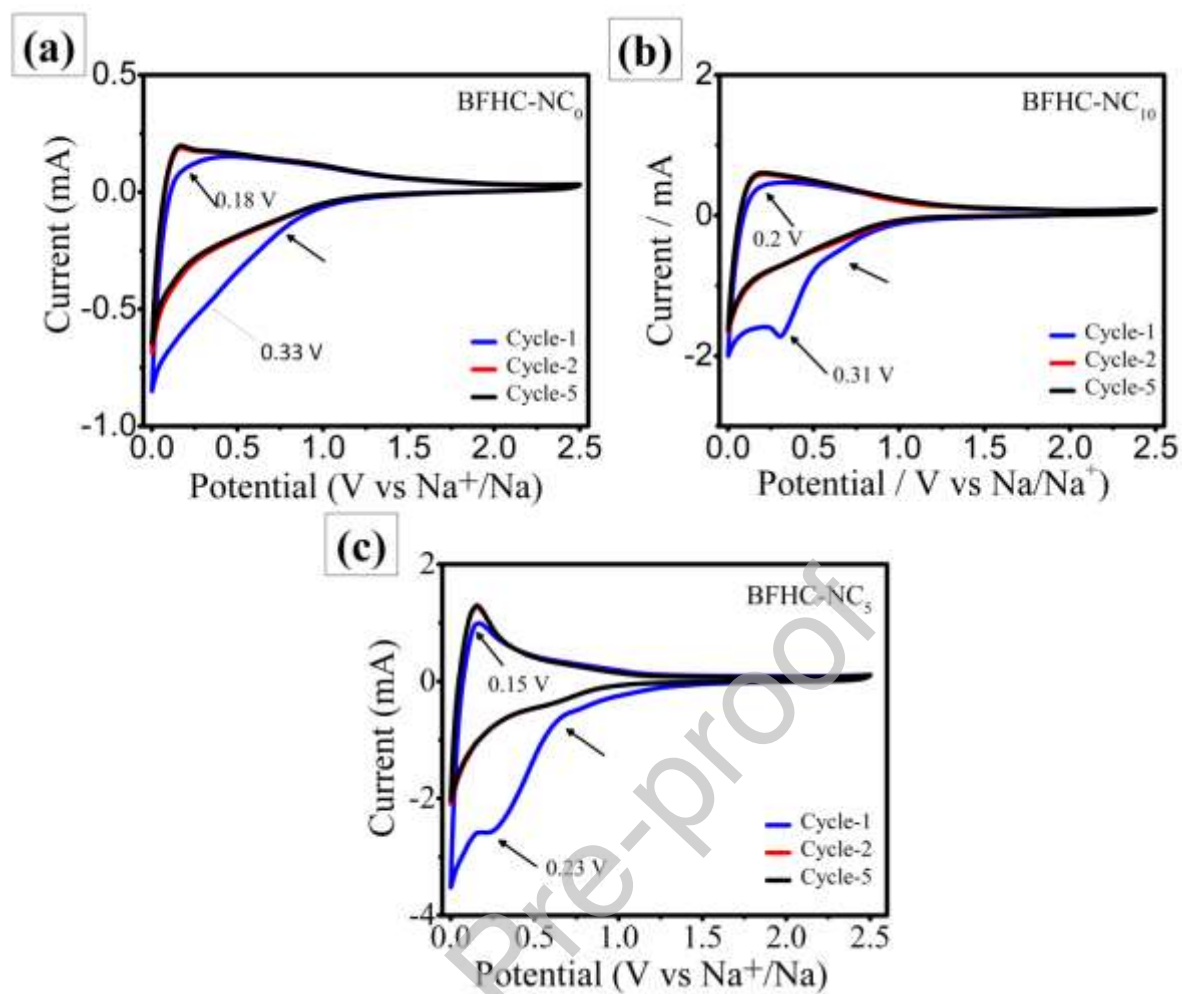 (a)
BFHC-NC₀
0.5
0.0
-0.5
-1.0
Current (mA)
0.18 V
0.33 V
Cycle-1
Cycle-2
Cycle-5
0.0 0.5 1.0 1.5 2.0 2.5
Potential (V vs Na⁺/Na)
(b)
BFHC-NC₁₀
2
0
-2
Current / mA
0.2 V
0.31 V
Cycle-1
Cycle-2
Cycle-5
0.0 0.5 1.0 1.5 2.0 2.5
Potential / V vs Na/Na⁺)
(c)
BFHC-NC₅
2
0
-2
-4
Current (mA)
0.15 V
0.23 V
Cycle-1
Cycle-2
Cycle-5
0.0 0.5 1.0 1.5 2.0 2.5
Potential (V vs Na⁺/Na)
Pre-proof